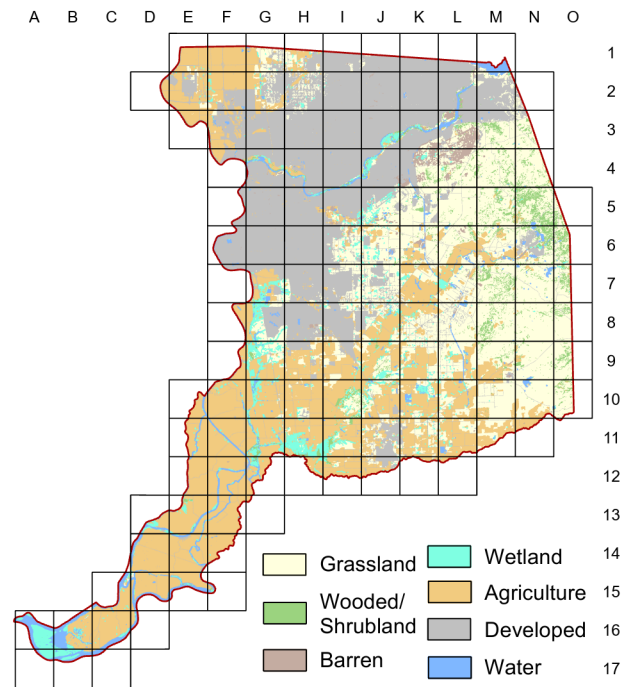 A B C D E F G H I J K L M N O
1
2
3
4
5
6
7
8
9
10
11
12
13
14
15
16
17
Grassland
Wooded/
Shrubland
Barren
Wetland
Agriculture
Developed
Water